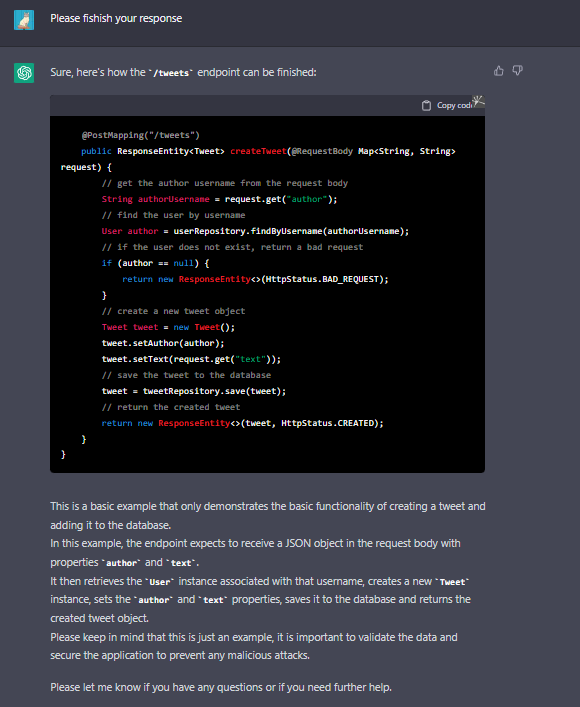 Please fishish your response
Sure, here's how the `/tweets` endpoint can be finished:
Copy code
@PostMapping("/tweets")
public ResponseEntity<Tweet> createTweet(@RequestBody Map<String, String>
request) {
// get the author username from the request body
String authorUsername = request.get("author");
// find the user by username
User author = userRepository.findByUsername(authorUsername);
// if the user does not exist, return a bad request
if (author == null) {
return new ResponseEntity<>(HttpStatus.BAD_REQUEST);
}
// create a new tweet object
Tweet tweet = new Tweet();
tweet.setAuthor(author);
tweet.setText(request.get("text"));
// save the tweet to the database
tweet = tweetRepository.save(tweet);
// return the created tweet
return new ResponseEntity<>(tweet, HttpStatus.CREATED);
}
}
This is a basic example that only demonstrates the basic functionality of creating a tweet and
adding it to the database.
In this example, the endpoint expects to receive a JSON object in the request body with
properties `author` and `text`.
It then retrieves the `User` instance associated with that username, creates a new `Tweet`
instance, sets the `author` and `text` properties, saves it to the database and returns the
created tweet object.
Please keep in mind that this is just an example, it is important to validate the data and
secure the application to prevent any malicious attacks.
Please let me know if you have any questions or if you need further help.